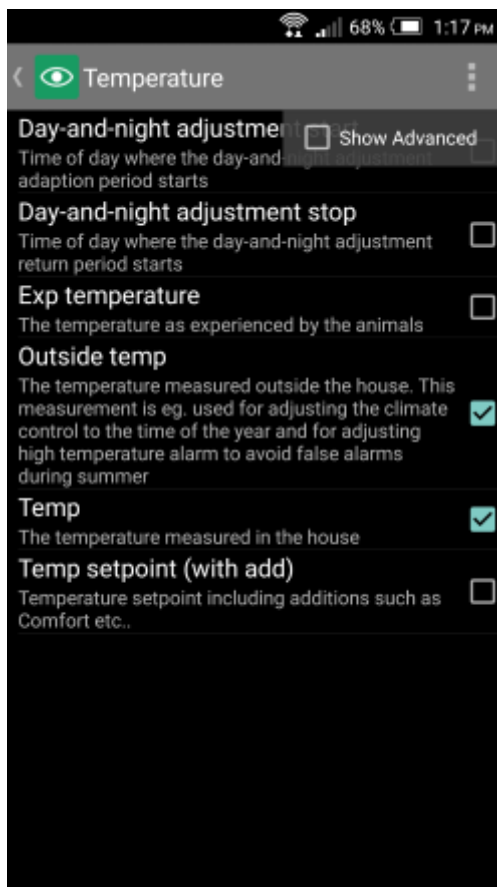 68% 1:17 PM
Temperature
Show Advanced
Day-and-night adjustment start
Time of day where the day-and-night adjustment
adaption period starts
Day-and-night adjustment stop
Time of day where the day-and-night adjustment
return period starts
Exp temperature
The temperature as experienced by the animals
Outside temp
The temperature measured outside the house. This
measurement is eg. used for adjusting the climate
control to the time of the year and for adjusting
high temperature alarm to avoid false alarms
during summer
Temp
The temperature measured in the house
Temp setpoint (with add)
Temperature setpoint including additions such as
Comfort etc..